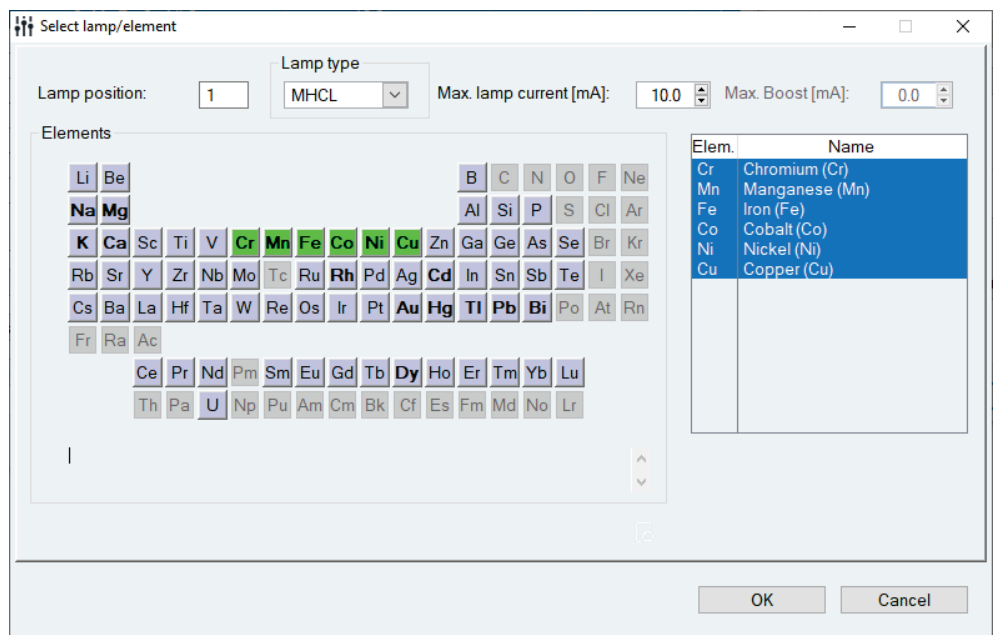 Select lamp/element
Lamp type
Lamp position: 1 MHCL Max. lamp current [mA]: 10.0 Max. Boost [mA]: 0.0
Elements
Li Be B C N O F Ne
Na Mg Al Si P S Cl Ar
K Ca Sc Ti V Cr Mn Fe Co Ni Cu Zn Ga Ge As Se Br Kr
Rb Sr Y Zr Nb Mo Tc Ru Rh Pd Ag Cd In Sn Sb Te I Xe
Cs Ba La Hf Ta W Re Os Ir Pt Au Hg Tl Pb Bi Po At Rn
Fr Ra Ac
Ce Pr Nd Pm Sm Eu Gd Tb Dy Ho Er Tm Yb Lu
Th Pa U Np Pu Am Cm Bk Cf Es Fm Md No Lr
Elem. Name
Cr Chromium (Cr)
Mn Manganese (Mn)
Fe Iron (Fe)
Co Cobalt (Co)
Ni Nickel (Ni)
Cu Copper (Cu)
OK Cancel